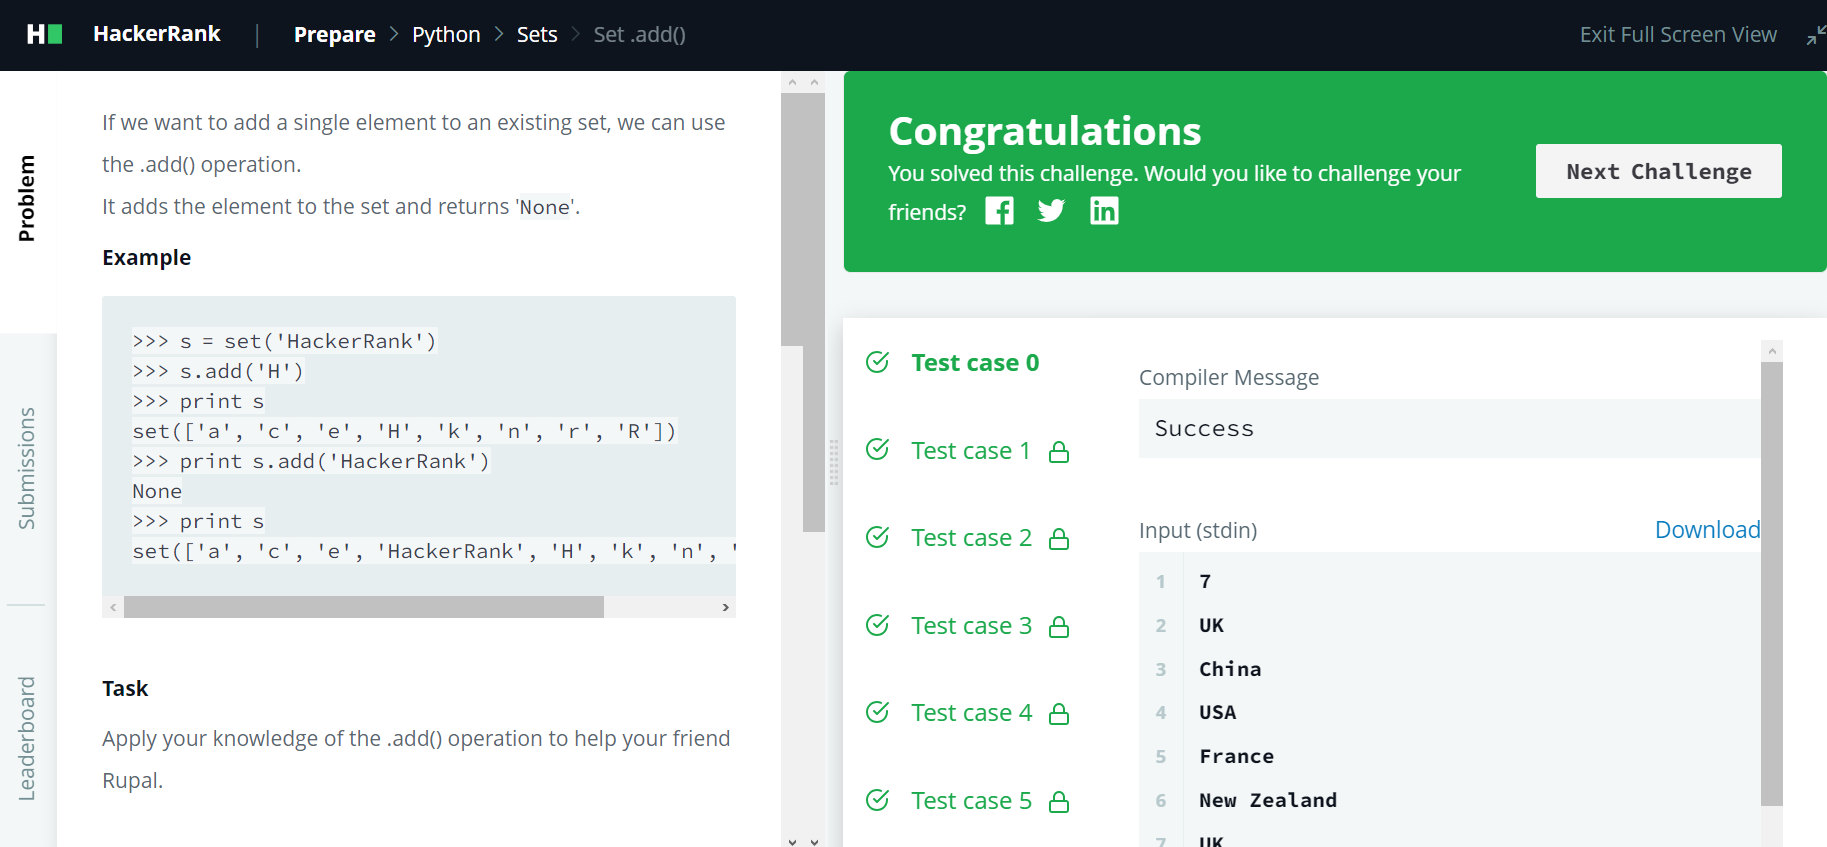 HackerRank
Prepare > Python > Sets > Set .add()
Exit Full Screen View
Problem
Submissions
Leaderboard
If we want to add a single element to an existing set, we can use
the .add() operation.
It adds the element to the set and returns 'None'.
Example
>>> s = set('HackerRank')
>>> s.add('H')
>>> print s
set(['a', 'c', 'e', 'H', 'k', 'n', 'r', 'R'])
>>> print s.add('HackerRank')
None
>>> print s
set(['a', 'c', 'e', 'HackerRank', 'H', 'k', 'n', '
Task
Apply your knowledge of the .add() operation to help your friend
Rupal.
Congratulations
You solved this challenge. Would you like to challenge your
friends?
Next Challenge
Test case 0
Test case 1
Test case 2
Test case 3
Test case 4
Test case 5
Compiler Message
Success
Input (stdin)
Download
1 7
2 UK
3 China
4 USA
5 France
6 New Zealand
7 UK